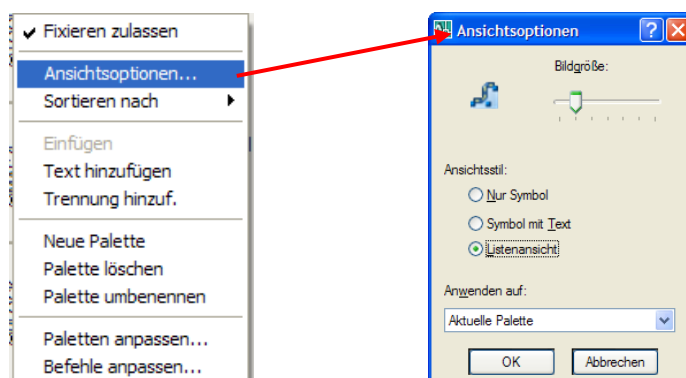 Fixieren zulassen
Ansichtsoptionen...
Sortieren nach
Einfügen
Text hinzufügen
Trennung hinzuf.
Neue Palette
Palette löschen
Palette umbenennen
Paletten anpassen...
Befehle anpassen...
Ansichtsoptionen
Bildgröße:
Ansichtsstil:
Nur Symbol
Symbol mit Text
Listenansicht
Anwenden auf:
Aktuelle Palette
OK
Abbrechen